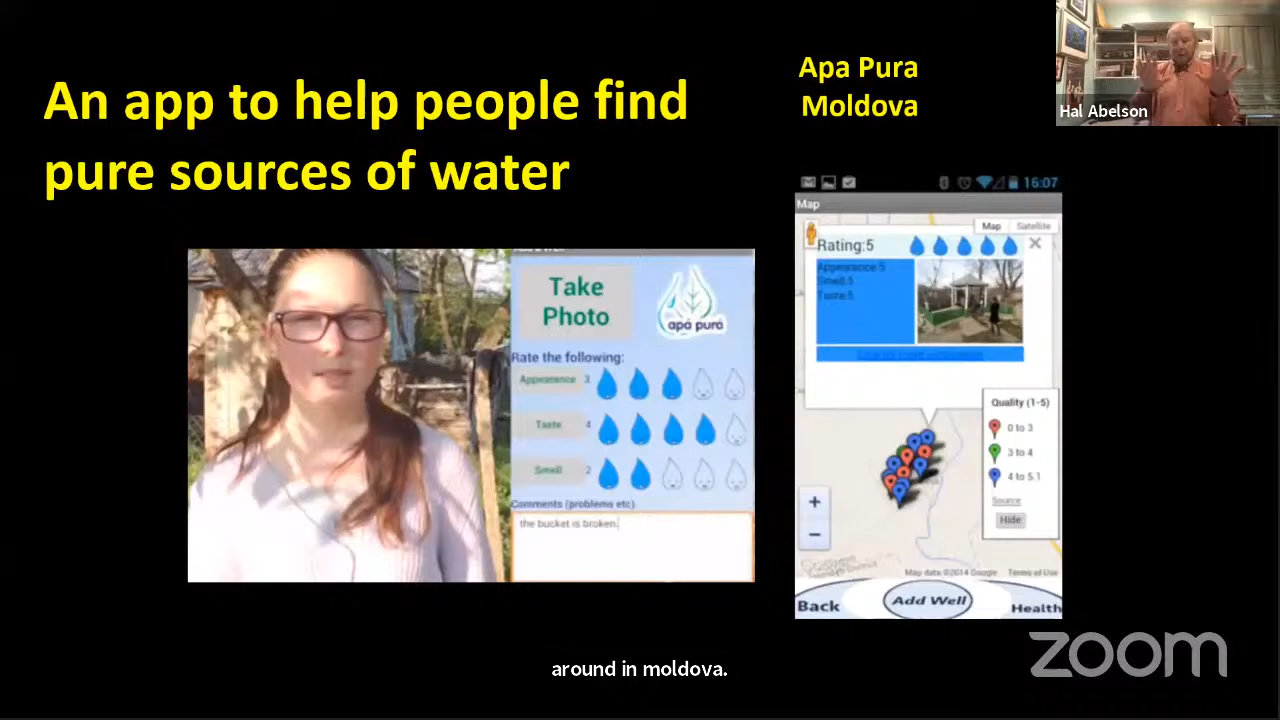 An app to help people find
pure sources of water
Apa Pura
Moldova
Hal Abelson
Take
Photo
apă pură
Rate the following:
Appearance 3
Taste 4
Smell 2
Comments (problems etc)
the bucket is broken.
16:07
Map
Map Satellite
Rating:5
Appearance:5
Smell:5
Taste:5
Quality (1-5)
0 to 3
3 to 4
4 to 5.1
Source
Hide
+
−
Map data ©2014 Google Terms of Use
Back
Add Well
Health
around in moldova.
zoom